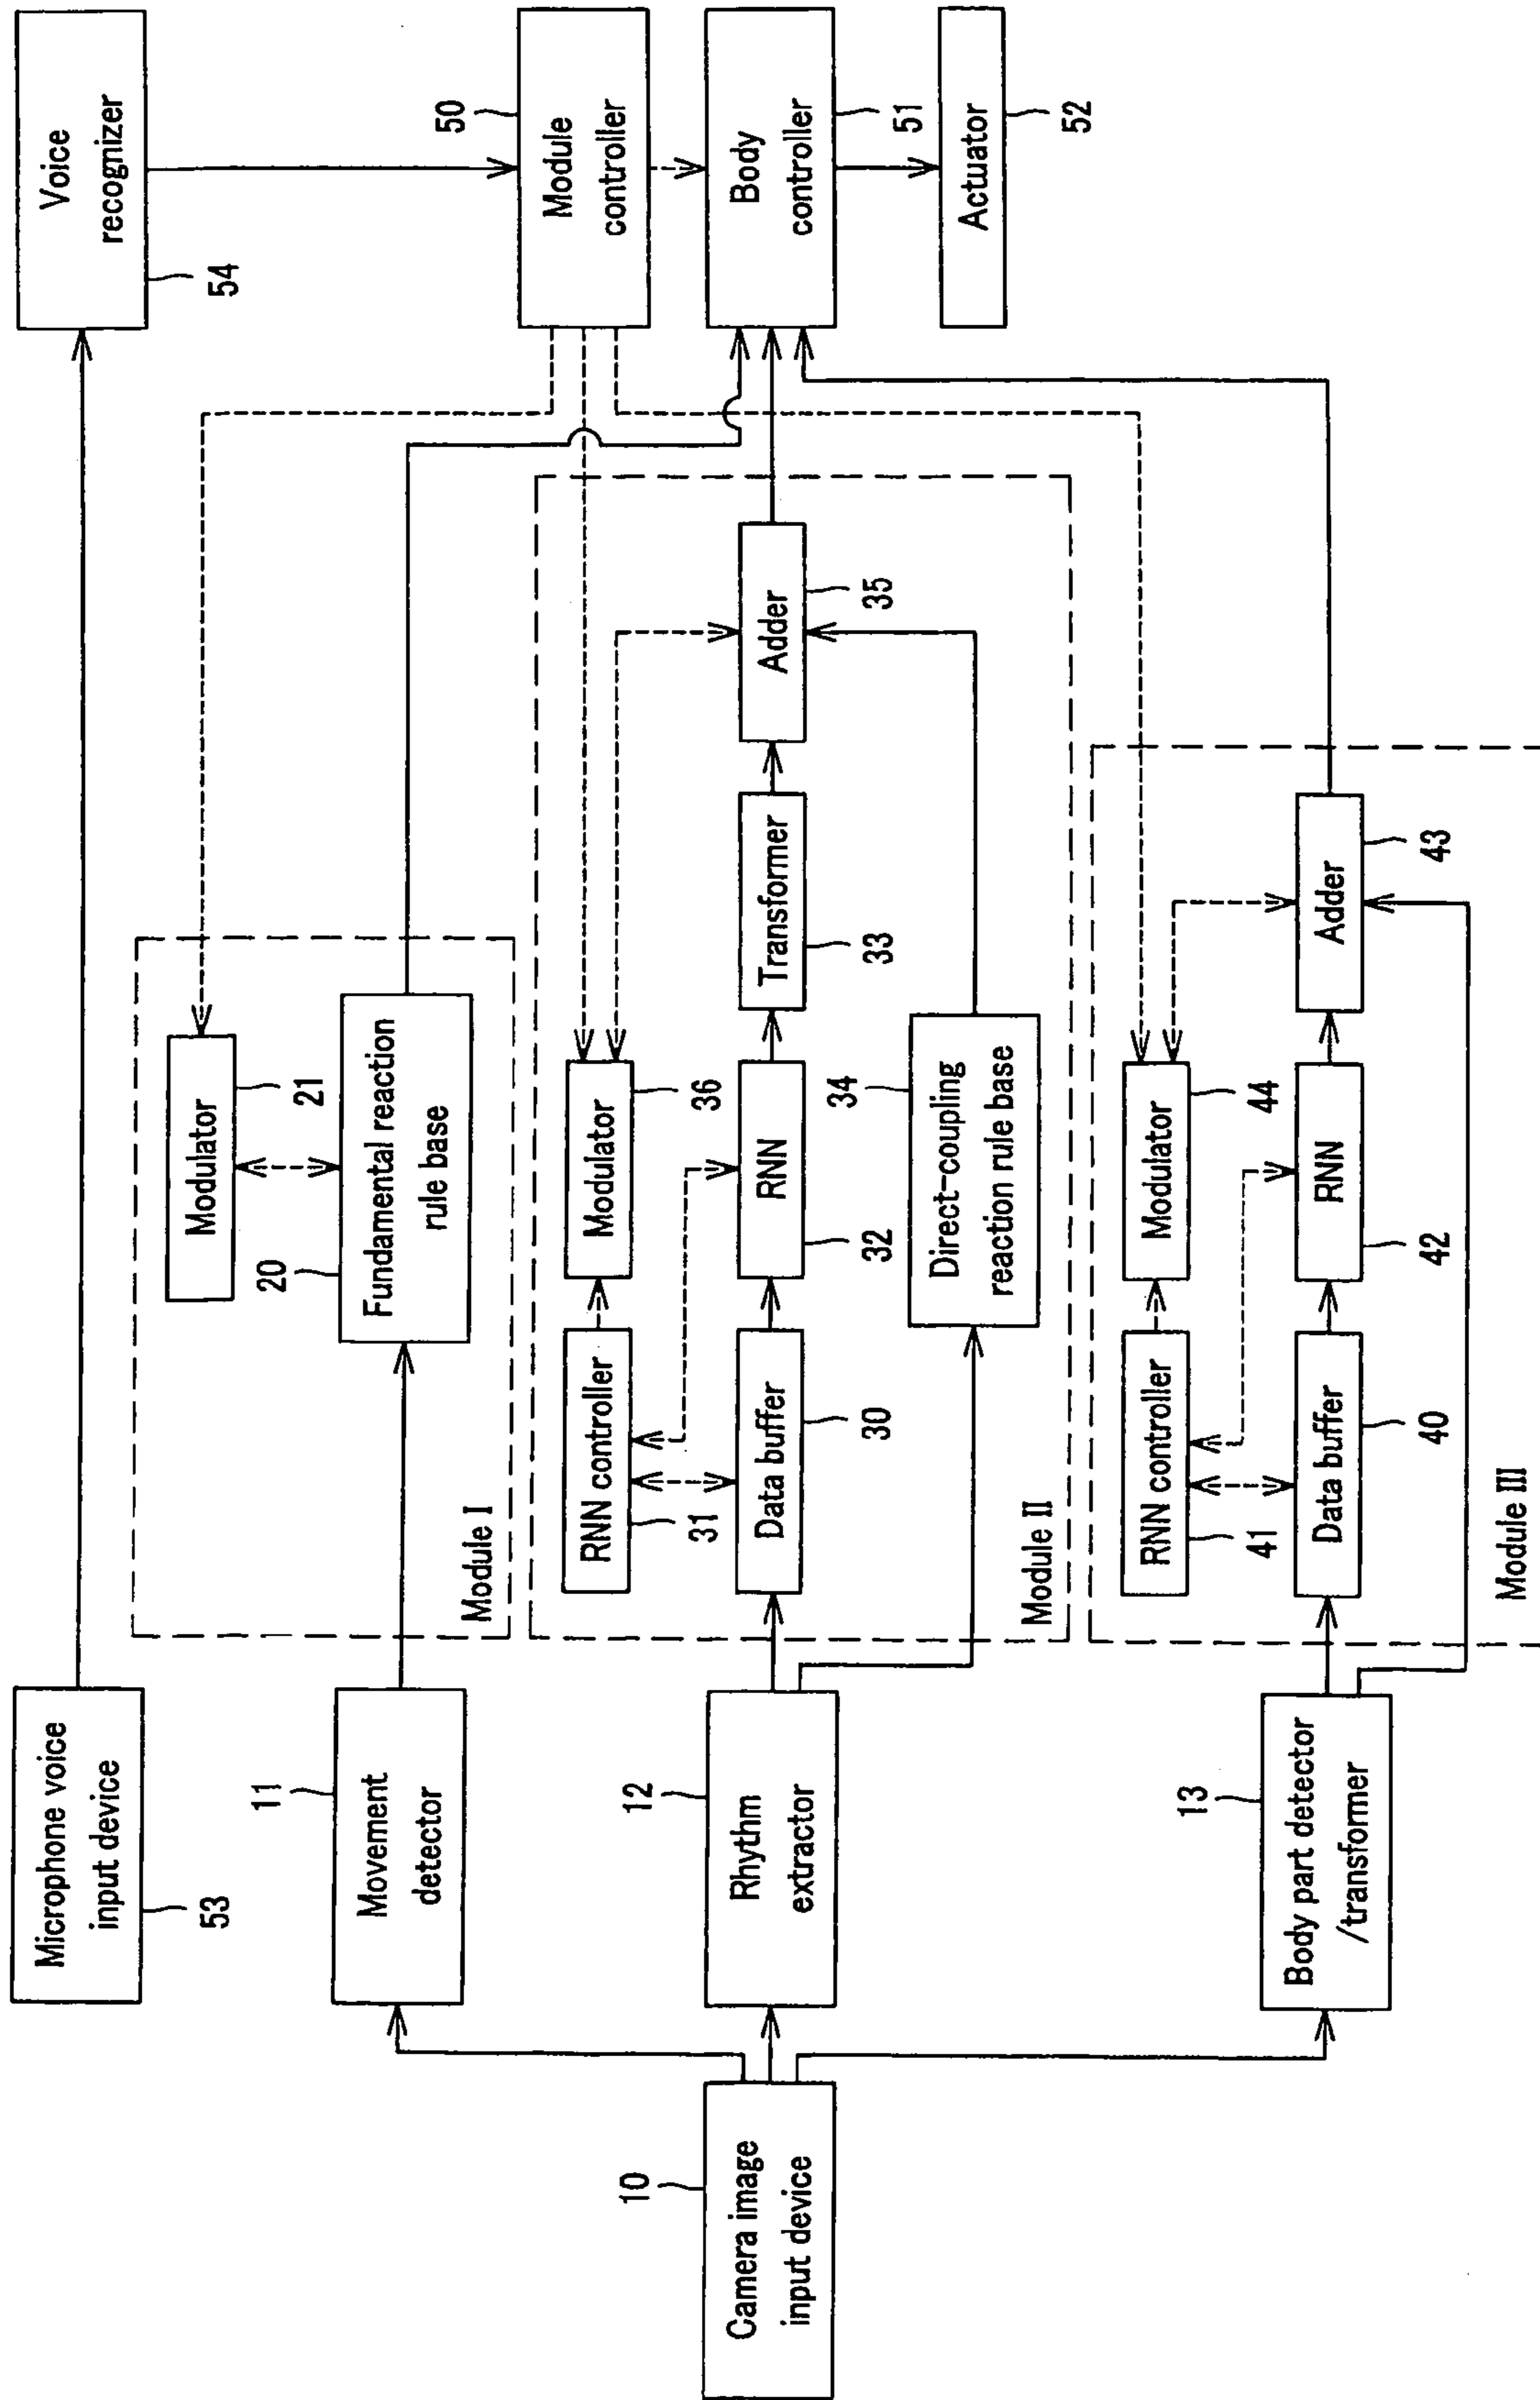 Microphone voice
input device
53
Voice
recognizer
54
Movement
detector
11
Module I
Modulator
21
Fundamental reaction
rule base
20
50
Module
controller
Body
controller
51
Actuator
52
10
Camera image
input device
12
Rhythm
extractor
Module II
RNN controller
31
Modulator
36
Data buffer
30
RNN
32
Transformer
33
Adder
35
34
Direct-coupling
reaction rule base
13
Body part detector
/transformer
Module III
RNN controller
41
Modulator
44
Data buffer
40
RNN
42
Adder
43